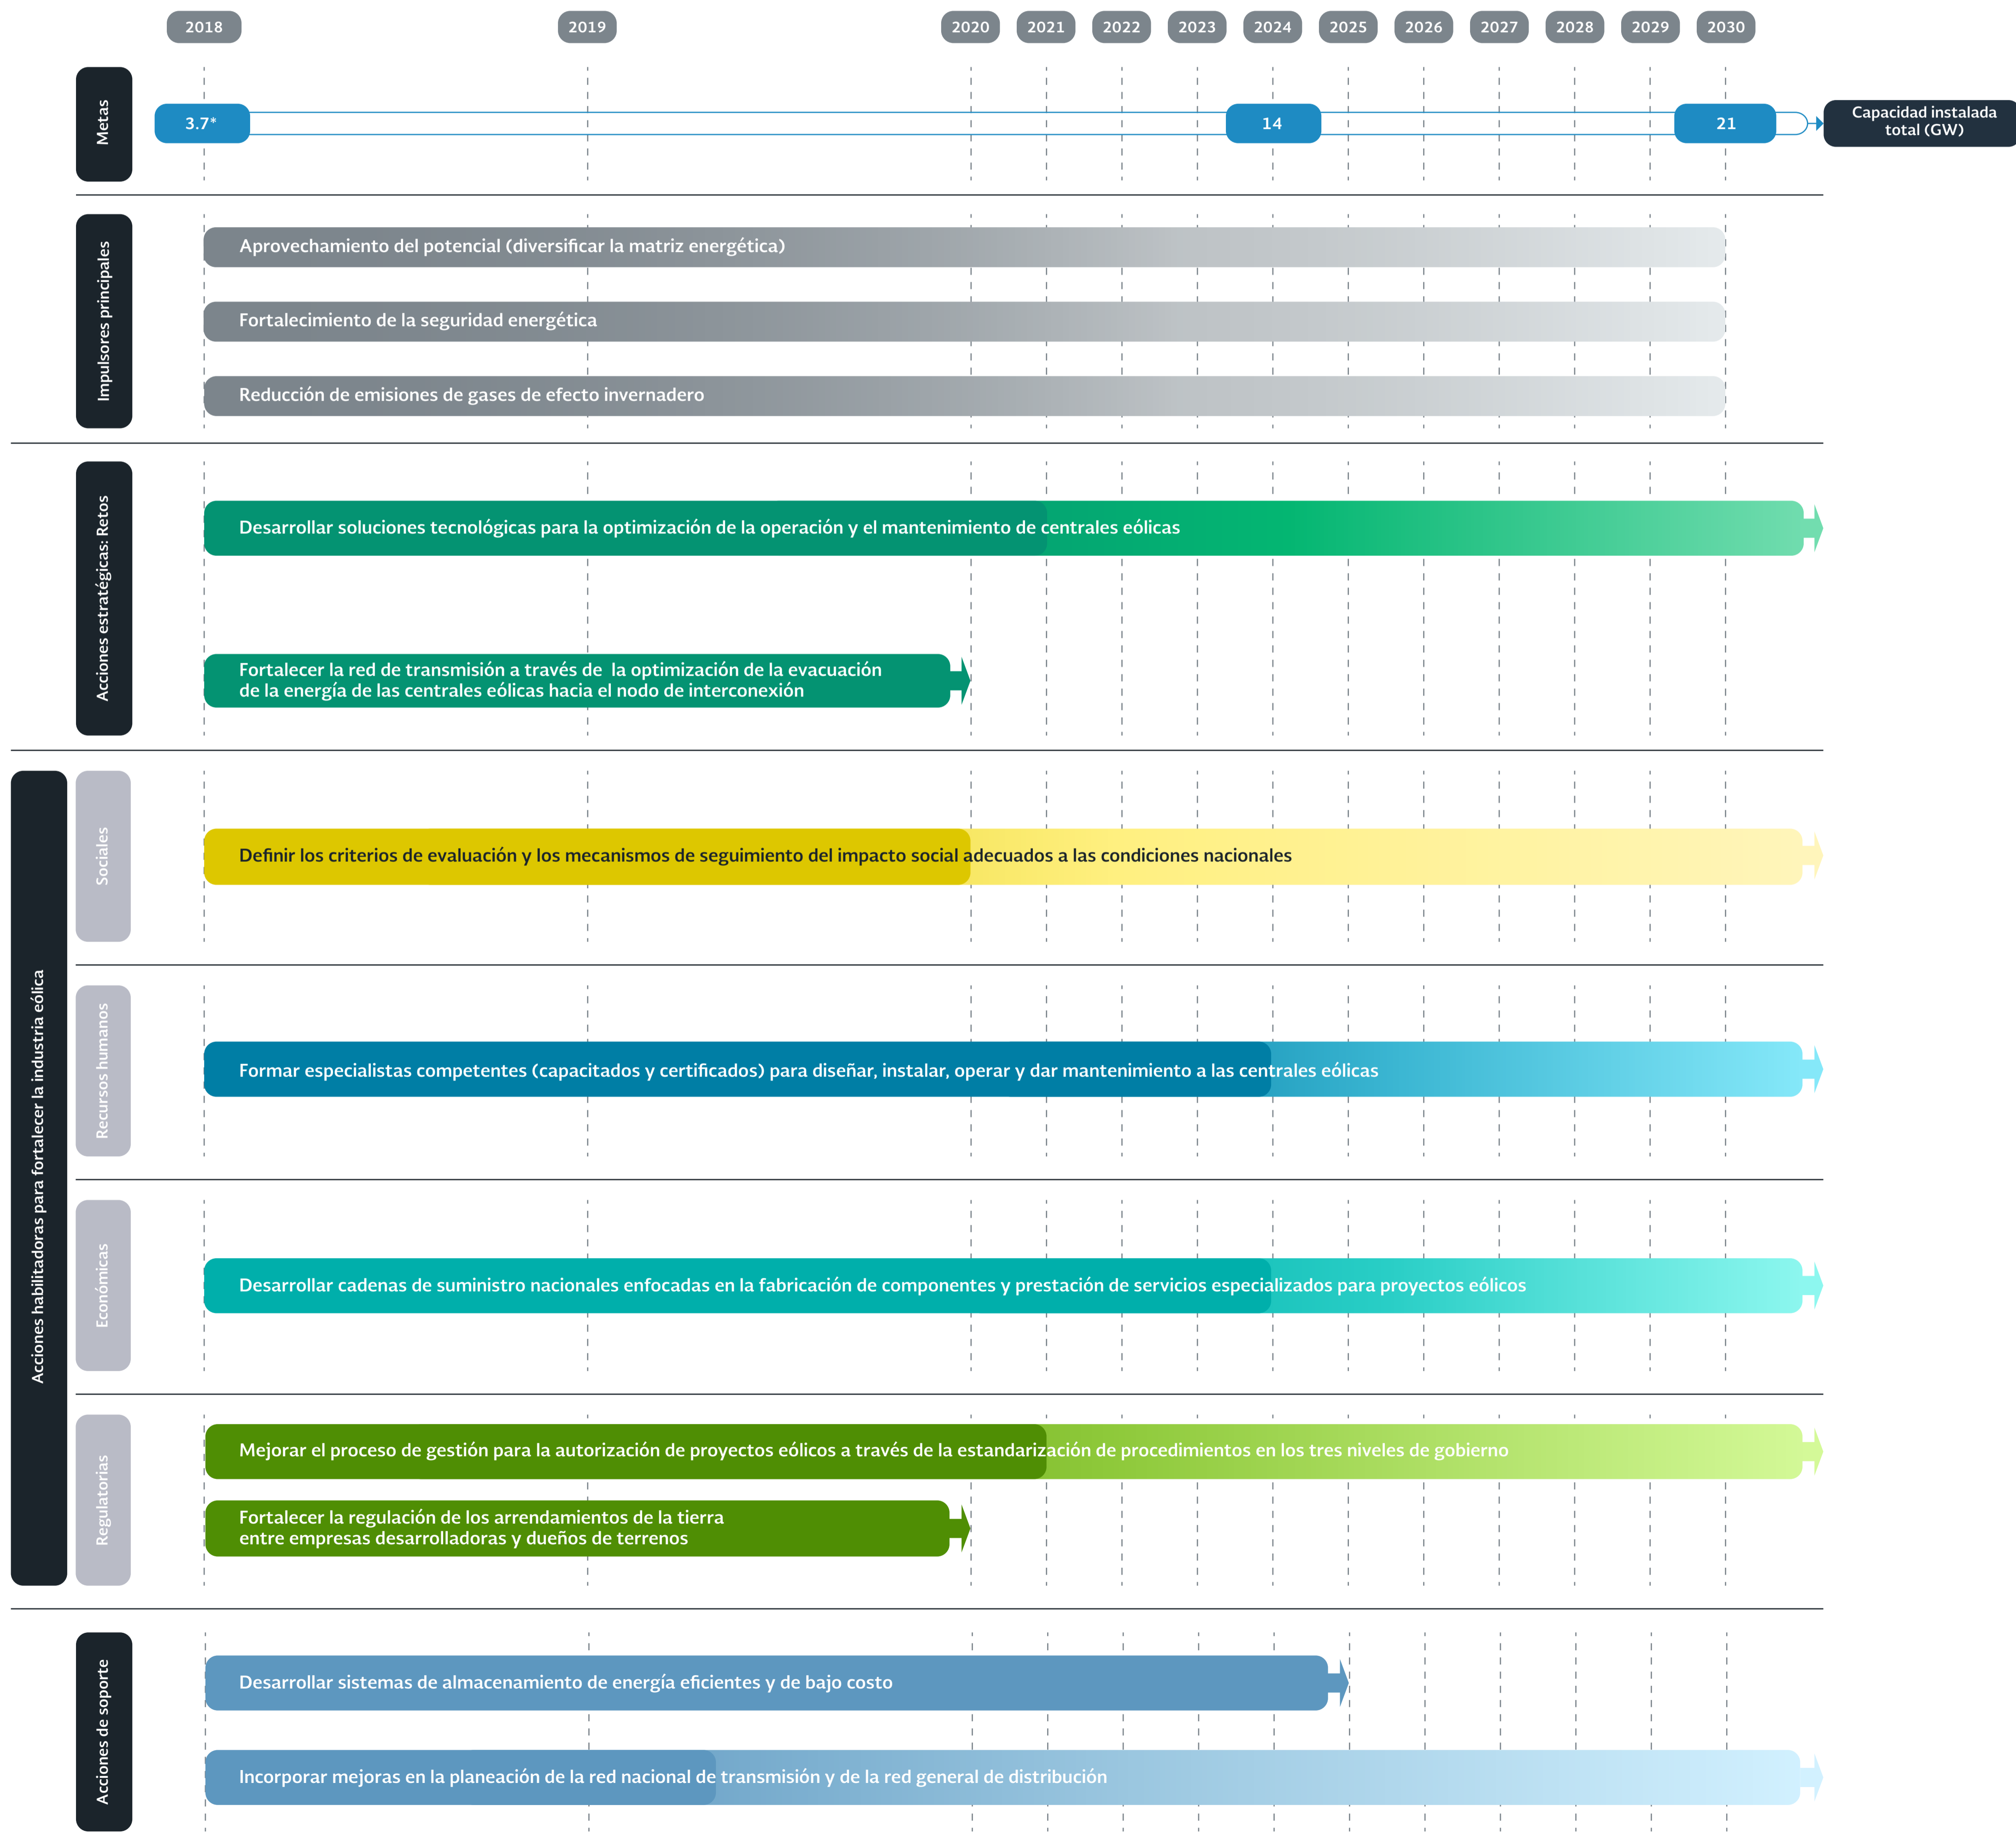 2018 2019 2020 2021 2022 2023 2024 2025 2026 2027 2028 2029 2030
Metas
3.7* 14 21
Capacidad instalada
total (GW)
Impulsores principales
Aprovechamiento del potencial (diversificar la matriz energética)
Fortalecimiento de la seguridad energética
Reducción de emisiones de gases de efecto invernadero
Acciones estratégicas: Retos
Desarrollar soluciones tecnológicas para la optimización de la operación y el mantenimiento de centrales eólicas
Fortalecer la red de transmisión a través de la optimización de la evacuación
de la energía de las centrales eólicas hacia el nodo de interconexión
Acciones habilitadoras para fortalecer la industria eólica
Sociales
Definir los criterios de evaluación y los mecanismos de seguimiento del impacto social adecuados a las condiciones nacionales
Recursos humanos
Formar especialistas competentes (capacitados y certificados) para diseñar, instalar, operar y dar mantenimiento a las centrales eólicas
Económicas
Desarrollar cadenas de suministro nacionales enfocadas en la fabricación de componentes y prestación de servicios especializados para proyectos eólicos
Regulatorias
Mejorar el proceso de gestión para la autorización de proyectos eólicos a través de la estandarización de procedimientos en los tres niveles de gobierno
Fortalecer la regulación de los arrendamientos de la tierra
entre empresas desarrolladoras y dueños de terrenos
Acciones de soporte
Desarrollar sistemas de almacenamiento de energía eficientes y de bajo costo
Incorporar mejoras en la planeación de la red nacional de transmisión y de la red general de distribución